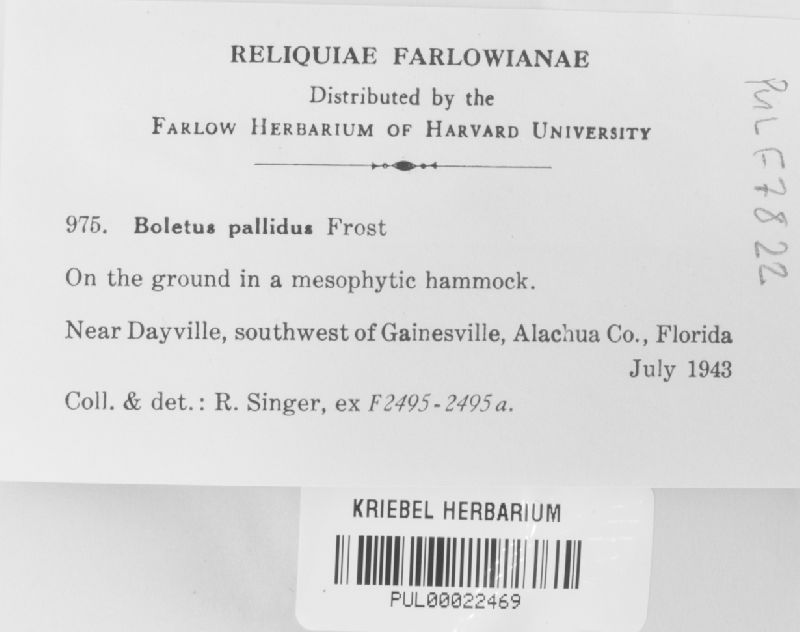 RELIQUIAE FARLOWIANAE
Distributed by the
FARLOW HERBARIUM OF HARVARD UNIVERSITY
975. Boletus pallidus Frost
On the ground in a mesophytic hammock.
Near Dayville, southwest of Gainesville, Alachua Co., Florida
July 1943
Coll. & det.: R. Singer, ex F2495-2495a.
PUL F7822
KRIEBEL HERBARIUM
PUL00022469